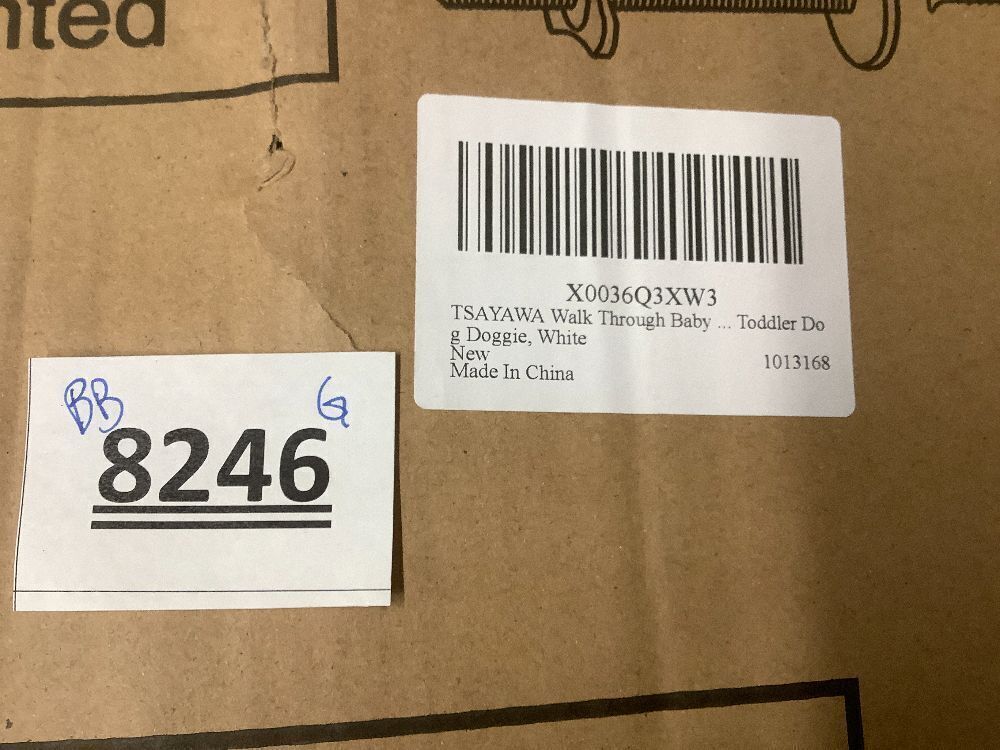 nted
X0036Q3XW3
TSAYAWA Walk Through Baby ... Toddler Do
g Doggie, White
New
1013168
Made In China
BB
G
8246